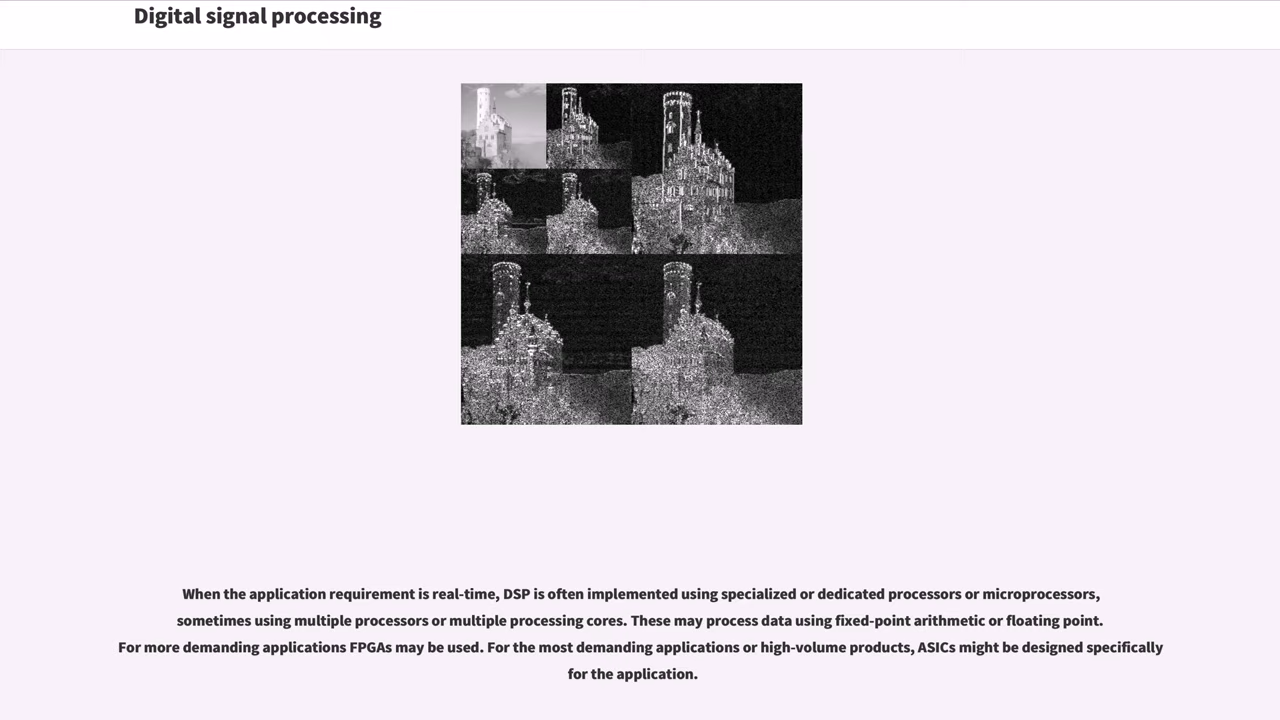 Digital signal processing
When the application requirement is real-time, DSP is often implemented using specialized or dedicated processors or microprocessors,
sometimes using multiple processors or multiple processing cores. These may process data using fixed-point arithmetic or floating point.
For more demanding applications FPGAs may be used. For the most demanding applications or high-volume products, ASICs might be designed specifically
for the application.